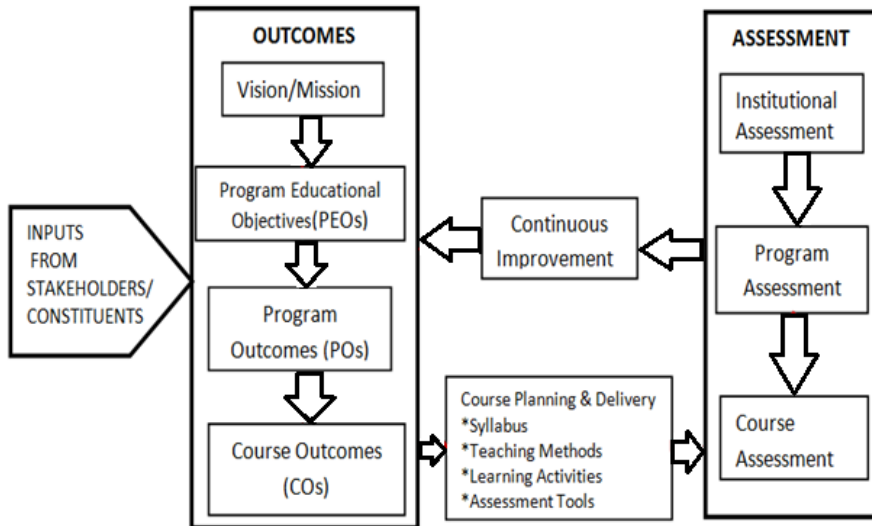 OUTCOMES
Vision/Mission
Program Educational
Objectives(PEOs)
Program
Outcomes (POs)
Course Outcomes
(COs)
INPUTS
FROM
STAKEHOLDERS/
CONSTITUENTS
Continuous
Improvement
Course Planning & Delivery
*Syllabus
*Teaching Methods
*Learning Activities
*Assessment Tools
ASSESSMENT
Institutional
Assessment
Program
Assessment
Course
Assessment